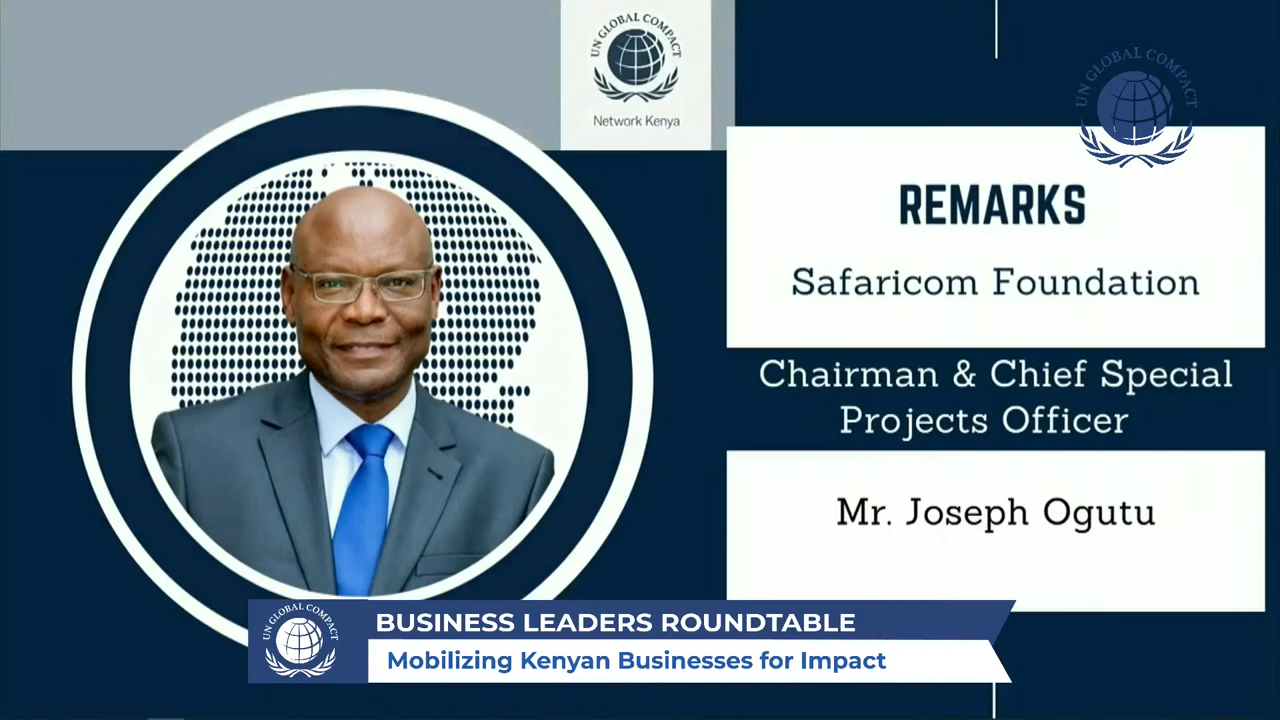 UN GLOBAL COMPACT
Network Kenya
UN GLOBAL COMPACT
REMARKS
Safaricom Foundation
Chairman & Chief Special
Projects Officer
Mr. Joseph Ogutu
UN GLOBAL COMPACT
BUSINESS LEADERS ROUNDTABLE
Mobilizing Kenyan Businesses for Impact